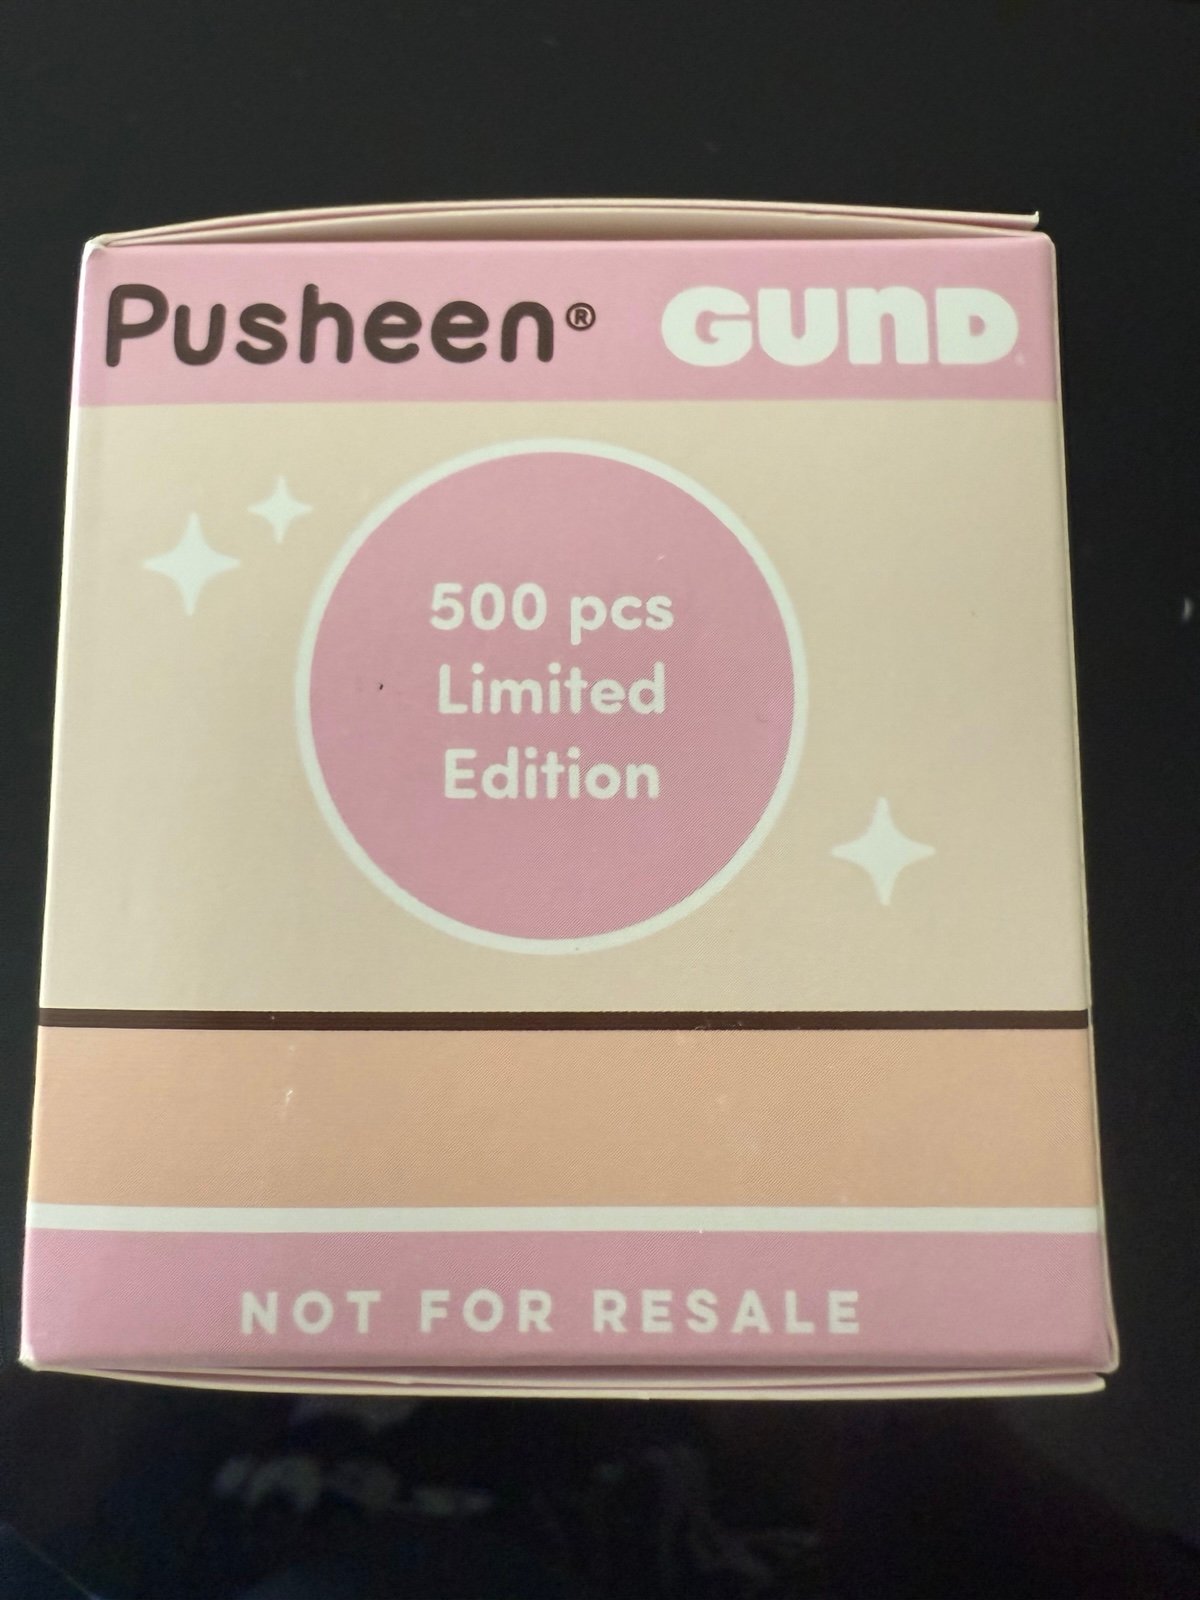 Pusheen® GUND
500 pcs
Limited
Edition
NOT FOR RESALE